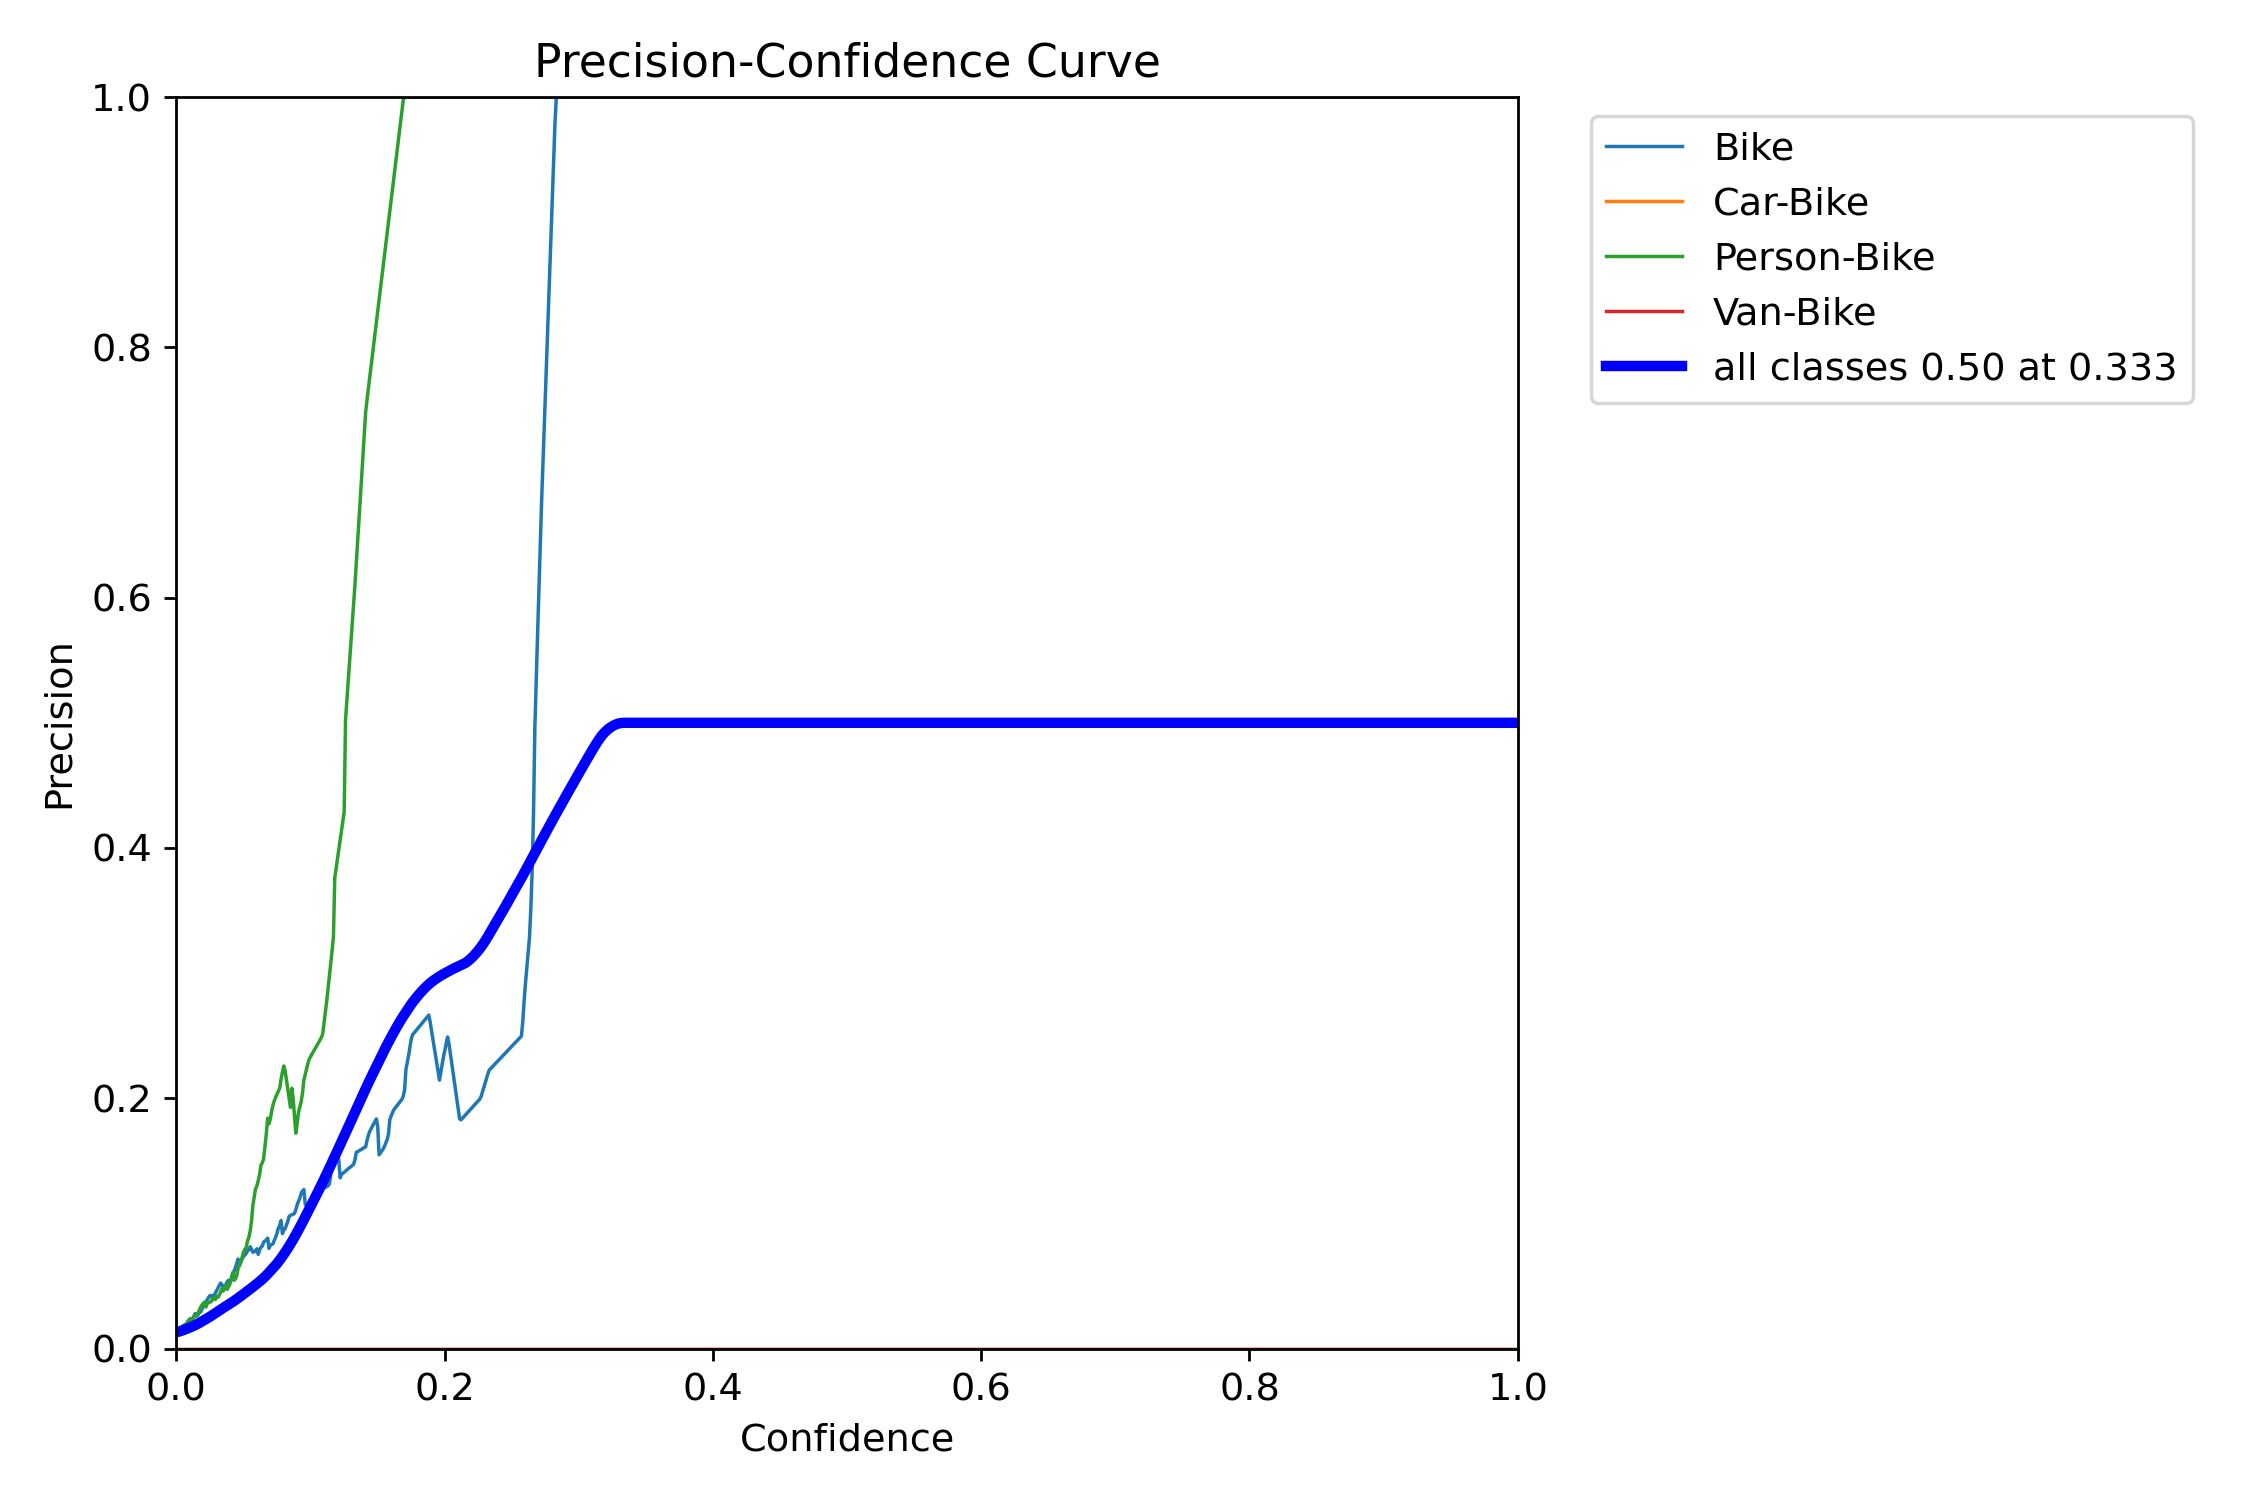 Precision-Confidence Curve
1.0
0.8
0.6
0.4
0.2
0.0
Precision
0.0 0.2 0.4 0.6 0.8 1.0
Confidence
Bike
Car-Bike
Person-Bike
Van-Bike
all classes 0.50 at 0.333